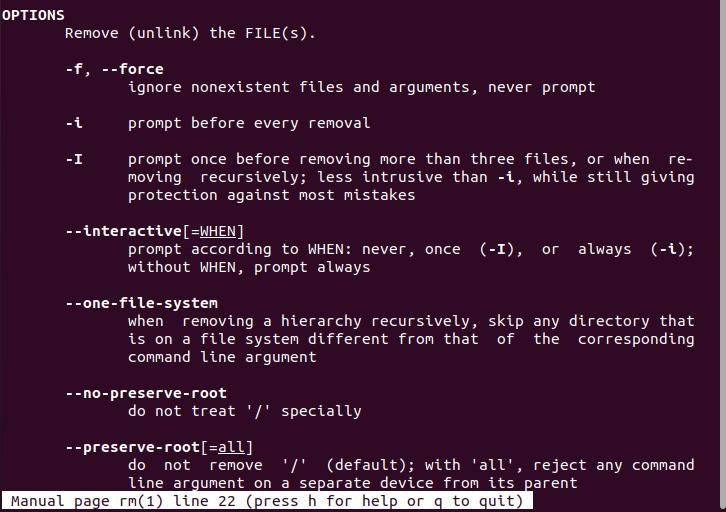 OPTIONS
Remove (unlink) the FILE(s).
-f, --force
ignore nonexistent files and arguments, never prompt
-i prompt before every removal
-I prompt once before removing more than three files, or when re-
moving recursively; less intrusive than -i, while still giving
protection against most mistakes
--interactive[=WHEN]
prompt according to WHEN: never, once (-I), or always (-i);
without WHEN, prompt always
--one-file-system
when removing a hierarchy recursively, skip any directory that
is on a file system different from that of the corresponding
command line argument
--no-preserve-root
do not treat '/' specially
--preserve-root[=all]
do not remove '/' (default); with 'all', reject any command
line argument on a separate device from its parent
Manual page rm(1) line 22 (press h for help or q to quit)